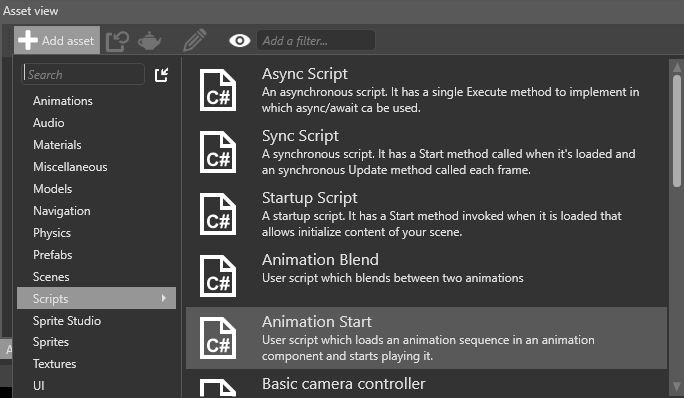 Asset view
Add asset
Add a filter...
Search
Animations
Audio
Materials
Miscellaneous
Models
Navigation
Physics
Prefabs
Scenes
Scripts
Sprite Studio
Sprites
Textures
UI
C#
Async Script
An asynchronous script. It has a single Execute method to implement in
which async/await ca be used.
C#
Sync Script
A synchronous script. It has a Start method called when it's loaded and
an synchronous Update method called each frame.
C#
Startup Script
A startup script. It has a Start method invoked when it is loaded that
allows initialize content of your scene.
C#
Animation Blend
User script which blends between two animations
C#
Animation Start
User script which loads an animation sequence in an animation
component and starts playing it.
Basic camera controller
A